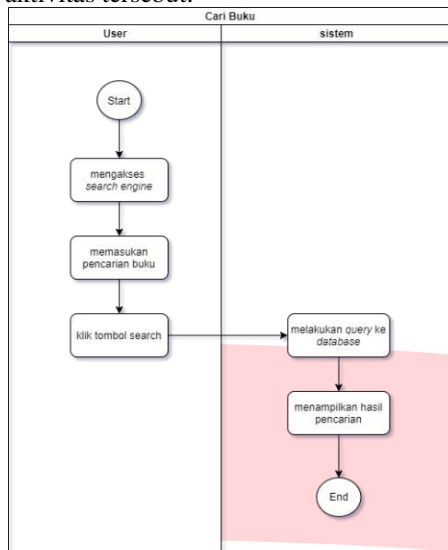 aktivitas tersebut.
Cari Buku
User
sistem
Start
mengakses
search engine
memasukan
pencarian buku
klik tombol search
melakukan query ke
database
menampilkan hasil
pencarian
End